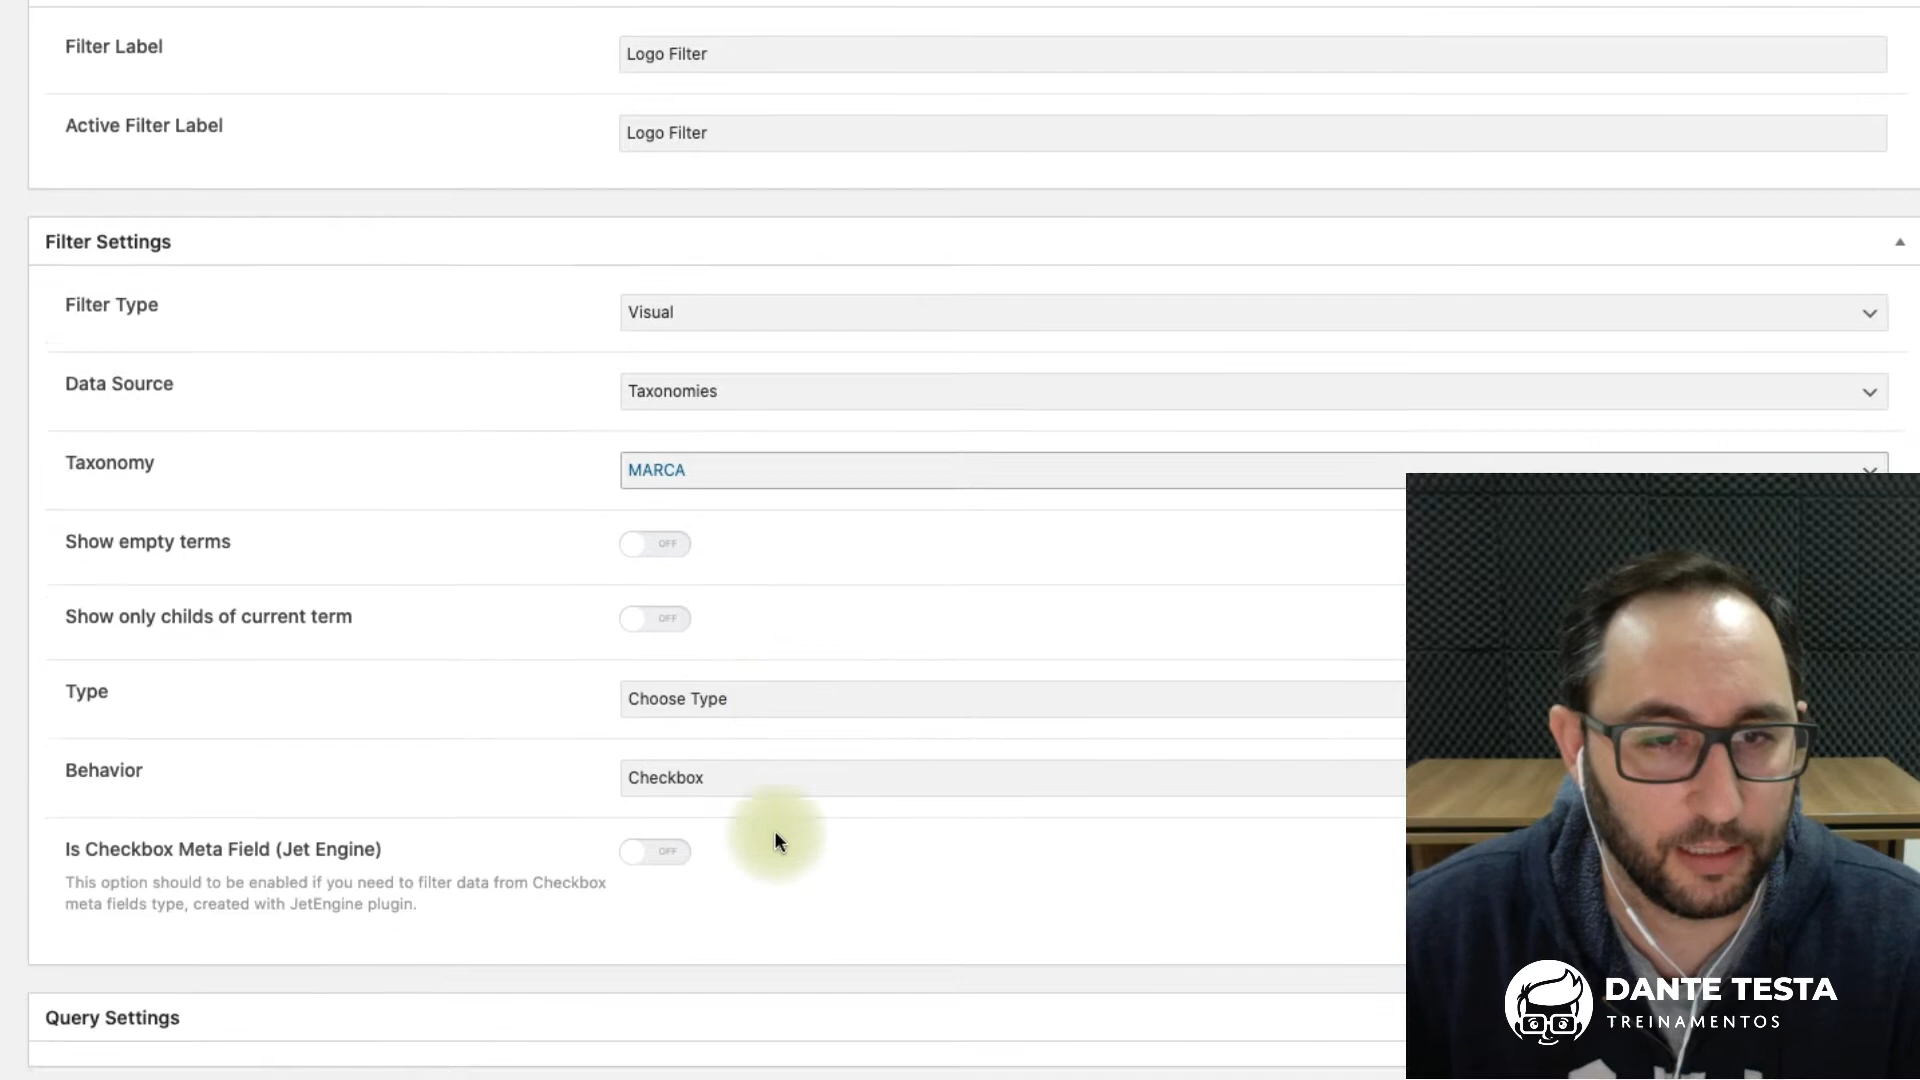 Filter Label
Logo Filter
Active Filter Label
Logo Filter
Filter Settings
Filter Type
Visual
Data Source
Taxonomies
Taxonomy
MARCA
Show empty terms
OFF
Show only childs of current term
OFF
Type
Choose Type
Behavior
Checkbox
Is Checkbox Meta Field (Jet Engine)
OFF
This option should to be enabled if you need to filter data from Checkbox
meta fields type, created with JetEngine plugin.
Query Settings
DANTE TESTA
TREINAMENTOS